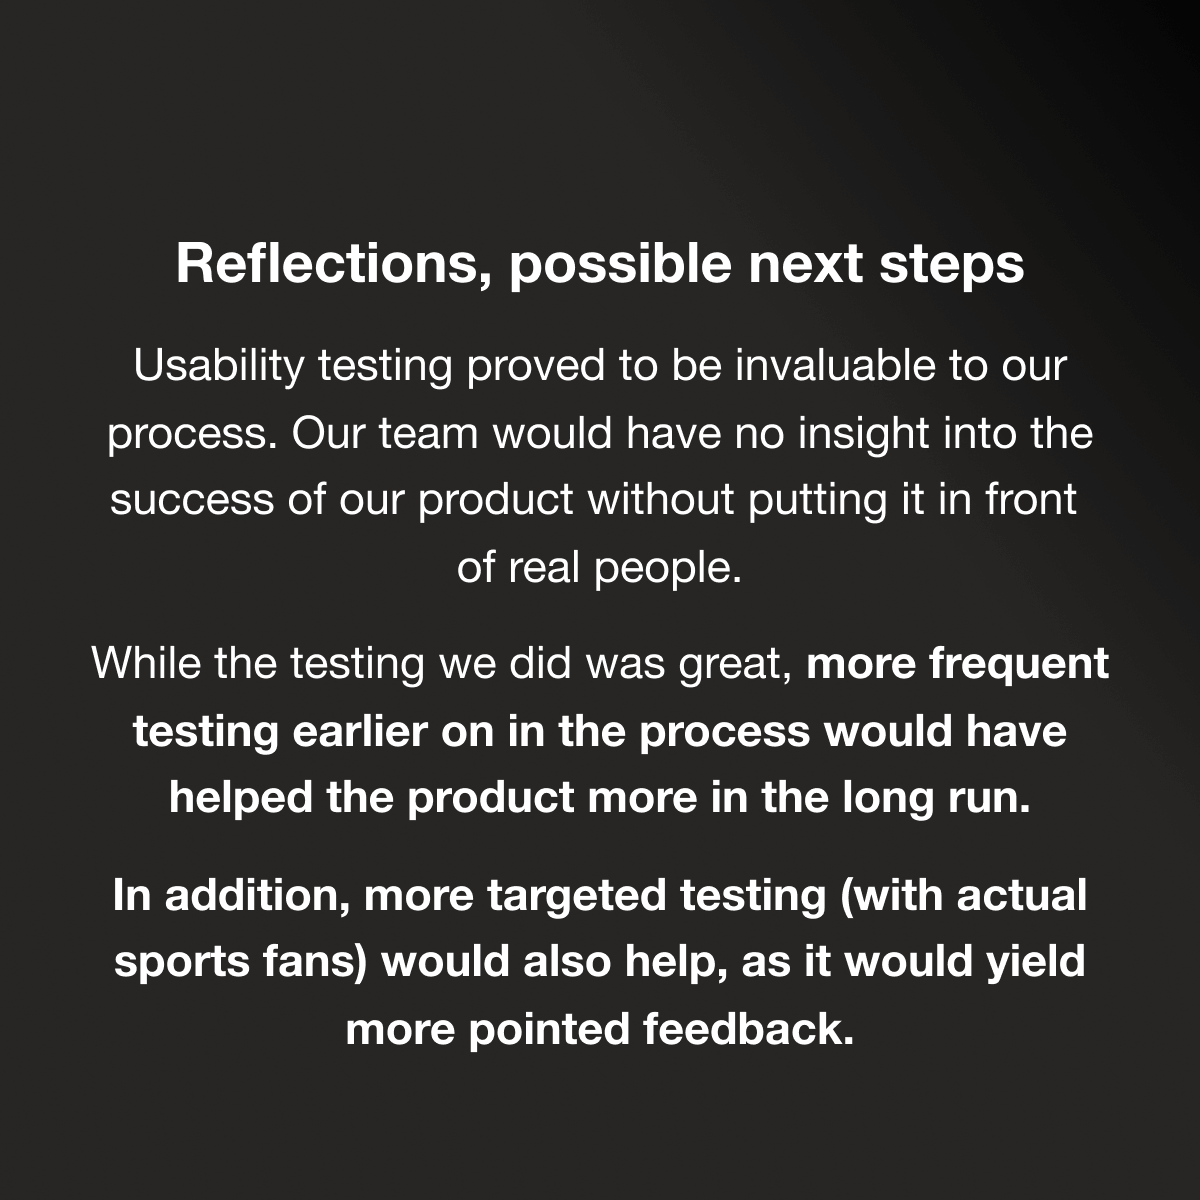 Reflections, possible next steps
Usability testing proved to be invaluable to our
process. Our team would have no insight into the
success of our product without putting it in front
of real people.
While the testing we did was great, more frequent
testing earlier on in the process would have
helped the product more in the long run.
In addition, more targeted testing (with actual
sports fans) would also help, as it would yield
more pointed feedback.